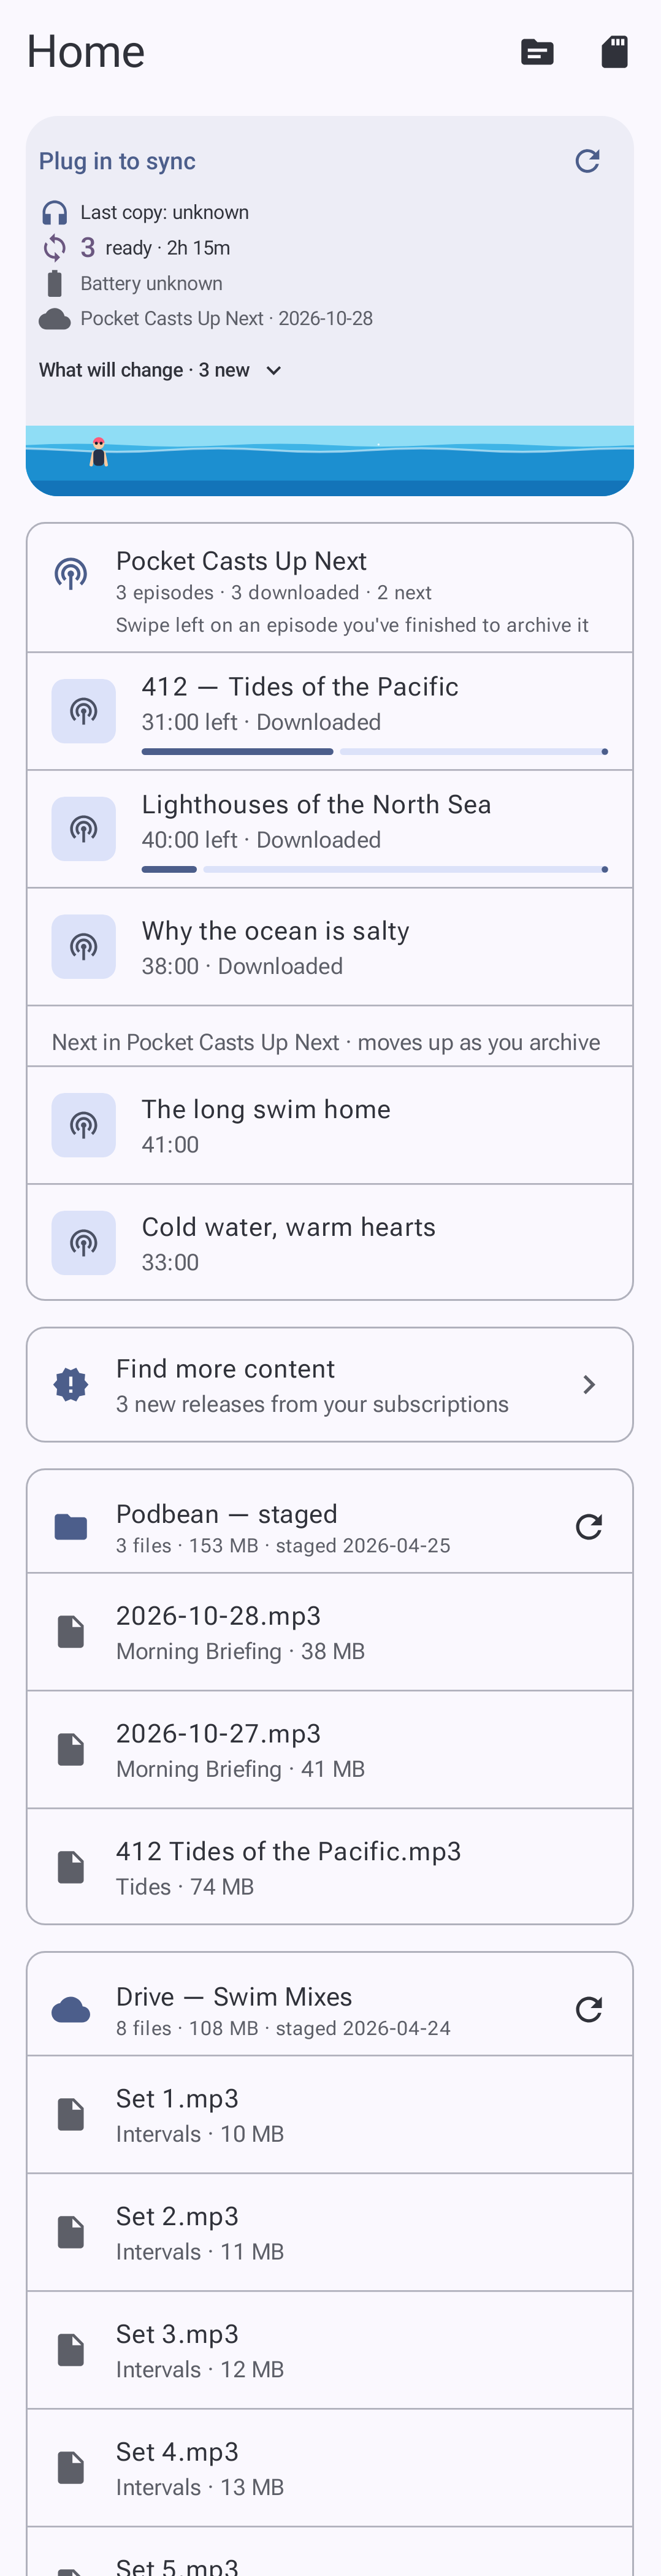 Home
Plug in to sync
Last copy: unknown
3 ready · 2h 15m
Battery unknown
Pocket Casts Up Next · 2026-10-28
What will change · 3 new
Pocket Casts Up Next
3 episodes · 3 downloaded · 2 next
Swipe left on an episode you've finished to archive it
412 — Tides of the Pacific
31:00 left · Downloaded
Lighthouses of the North Sea
40:00 left · Downloaded
Why the ocean is salty
38:00 · Downloaded
Next in Pocket Casts Up Next · moves up as you archive
The long swim home
41:00
Cold water, warm hearts
33:00
Find more content
3 new releases from your subscriptions
Podbean — staged
3 files · 153 MB · staged 2026-04-25
2026-10-28.mp3
Morning Briefing · 38 MB
2026-10-27.mp3
Morning Briefing · 41 MB
412 Tides of the Pacific.mp3
Tides · 74 MB
Drive — Swim Mixes
8 files · 108 MB · staged 2026-04-24
Set 1.mp3
Intervals · 10 MB
Set 2.mp3
Intervals · 11 MB
Set 3.mp3
Intervals · 12 MB
Set 4.mp3
Intervals · 13 MB
Set 5.mp3